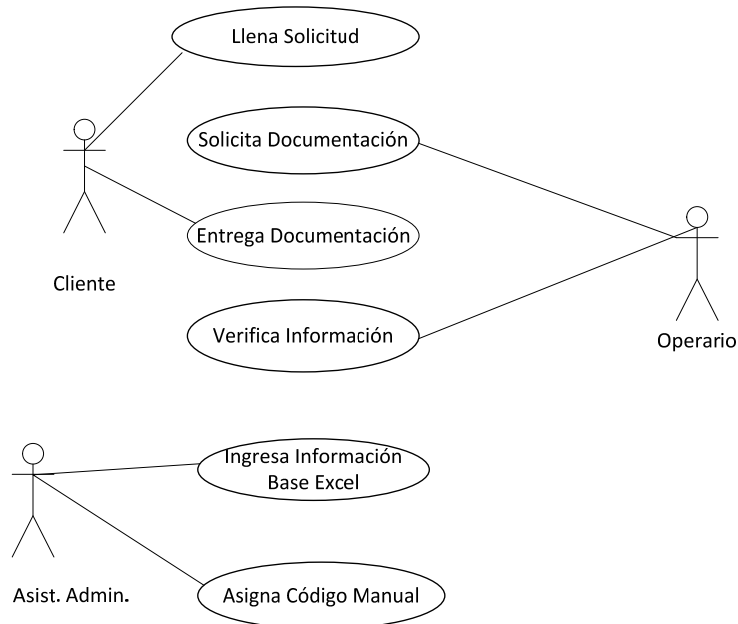 Llena Solicitud
Solicita Documentación
Entrega Documentación
Cliente
Verifica Información
Operario
Ingresa Información
Base Excel
Asist. Admin.
Asigna Código Manual